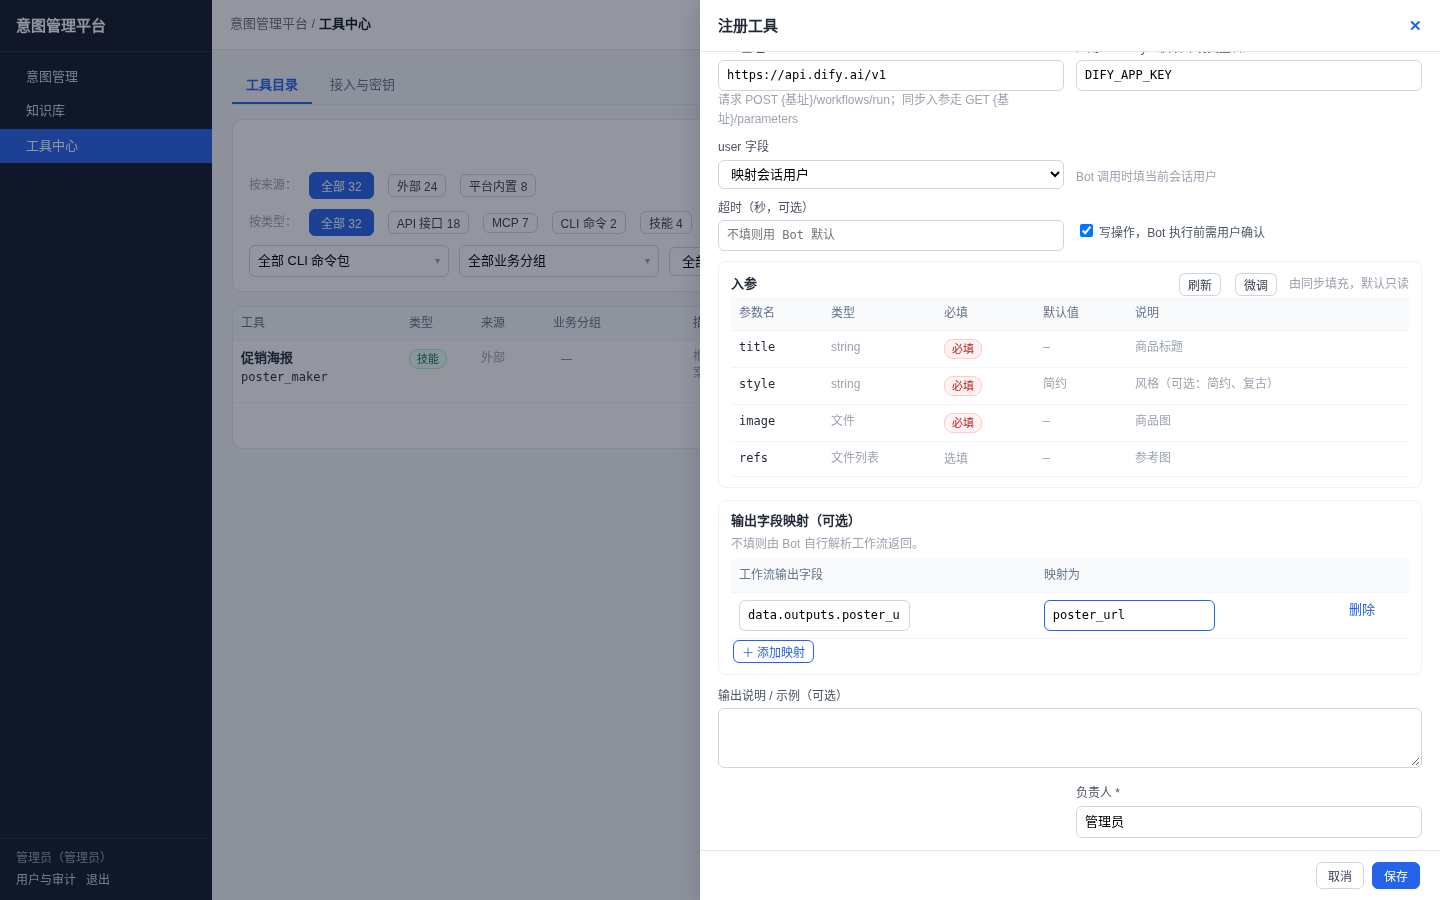 意图管理平台
意图管理
知识库
工具中心
管理员（管理员）
用户与审计 退出
意图管理平台 / 工具中心
工具目录 接入与密钥
按来源： 全部 32 外部 24 平台内置 8
按类型： 全部 32 API 接口 18 MCP 7 CLI 命令 2 技能 4
全部 CLI 命令包 全部业务分组 全
工具 类型 来源 业务分组
促销海报 技能 外部 —
poster_maker
注册工具 ×
https://api.dify.ai/v1 DIFY_APP_KEY
请求 POST {基址}/workflows/run；同步入参走 GET {基
址}/parameters
user 字段
映射会话用户 Bot 调用时填当前会话用户
超时（秒，可选）
不填则用 Bot 默认 写操作，Bot 执行前需用户确认
入参 刷新 微调 由同步填充，默认只读
参数名 类型 必填 默认值 说明
title string 必填 – 商品标题
style string 必填 简约 风格（可选：简约、复古）
image 文件 必填 – 商品图
refs 文件列表 选填 – 参考图
输出字段映射（可选）
不填则由 Bot 自行解析工作流返回。
工作流输出字段 映射为
data.outputs.poster_u poster_url 删除
＋ 添加映射
输出说明 / 示例（可选）
负责人 *
管理员
取消 保存